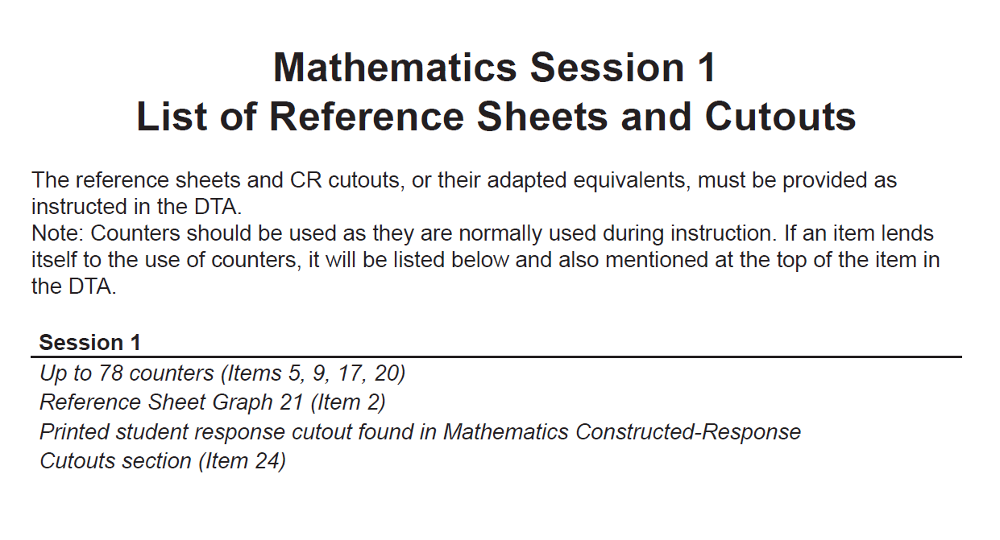 Mathematics Session 1
List of Reference Sheets and Cutouts
The reference sheets and CR cutouts, or their adapted equivalents, must be provided as
instructed in the DTA.
Note: Counters should be used as they are normally used during instruction. If an item lends
itself to the use of counters, it will be listed below and also mentioned at the top of the item in
the DTA.
Session 1
Up to 78 counters (Items 5, 9, 17, 20)
Reference Sheet Graph 21 (Item 2)
Printed student response cutout found in Mathematics Constructed-Response
Cutouts section (Item 24)